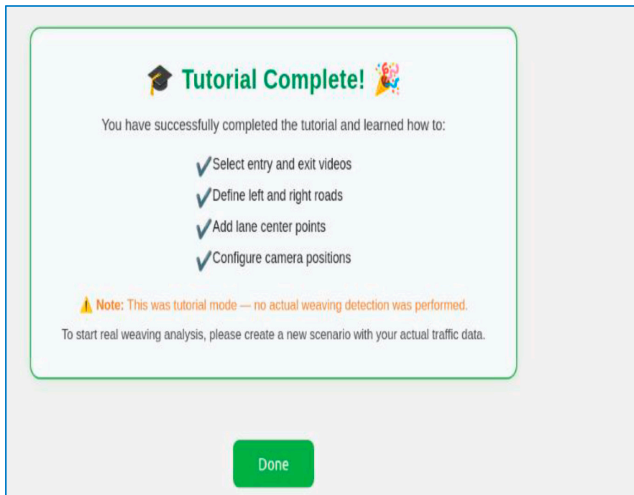 Tutorial Complete!
You have successfully completed the tutorial and learned how to:
Select entry and exit videos
Define left and right roads
Add lane center points
Configure camera positions
Note: This was tutorial mode — no actual weaving detection was performed.
To start real weaving analysis, please create a new scenario with your actual traffic data.
Done